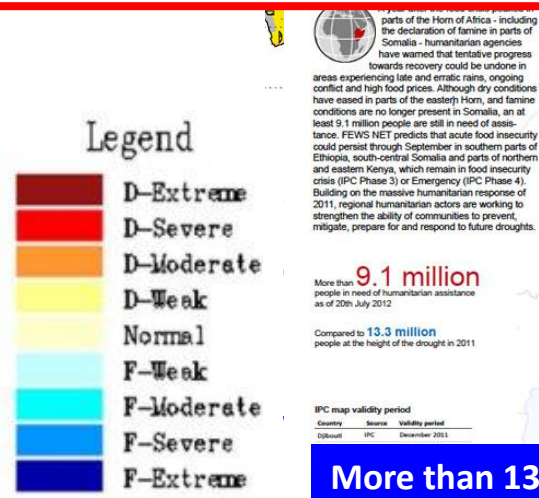 Legend
D-Extreme
D-Severe
D-Moderate
D-Weak
Normal
F-Weak
F-Moderate
F-Severe
F-Extreme
A year after the food crisis peaked in
parts of the Horn of Africa - including
the declaration of famine in parts of
Somalia - humanitarian agencies
have warned that tentative progress
towards recovery could be undone in
areas experiencing late and erratic rains, ongoing
conflict and high food prices. Although dry conditions
have eased in parts of the eastern Horn, and famine
conditions are no longer present in Somalia, an at
least 9.1 million people are still in need of assis-
tance. FEWS NET predicts that acute food insecurity
could persist through September in southern parts of
Ethiopia, south-central Somalia and parts of northern
and eastern Kenya, which remain in food insecurity
crisis (IPC Phase 3) or Emergency (IPC Phase 4).
Building on the massive humanitarian response of
2011, regional humanitarian actors are working to
strengthen the ability of communities to prevent,
mitigate, prepare for and respond to future droughts.
More than 9.1 million
people in need of humanitarian assistance
as of 20th July 2012
Compared to 13.3 million
people at the height of the drought in 2011
IPC map validity period
Country Source Validity period
Djibouti IPC December 2011
More than 13